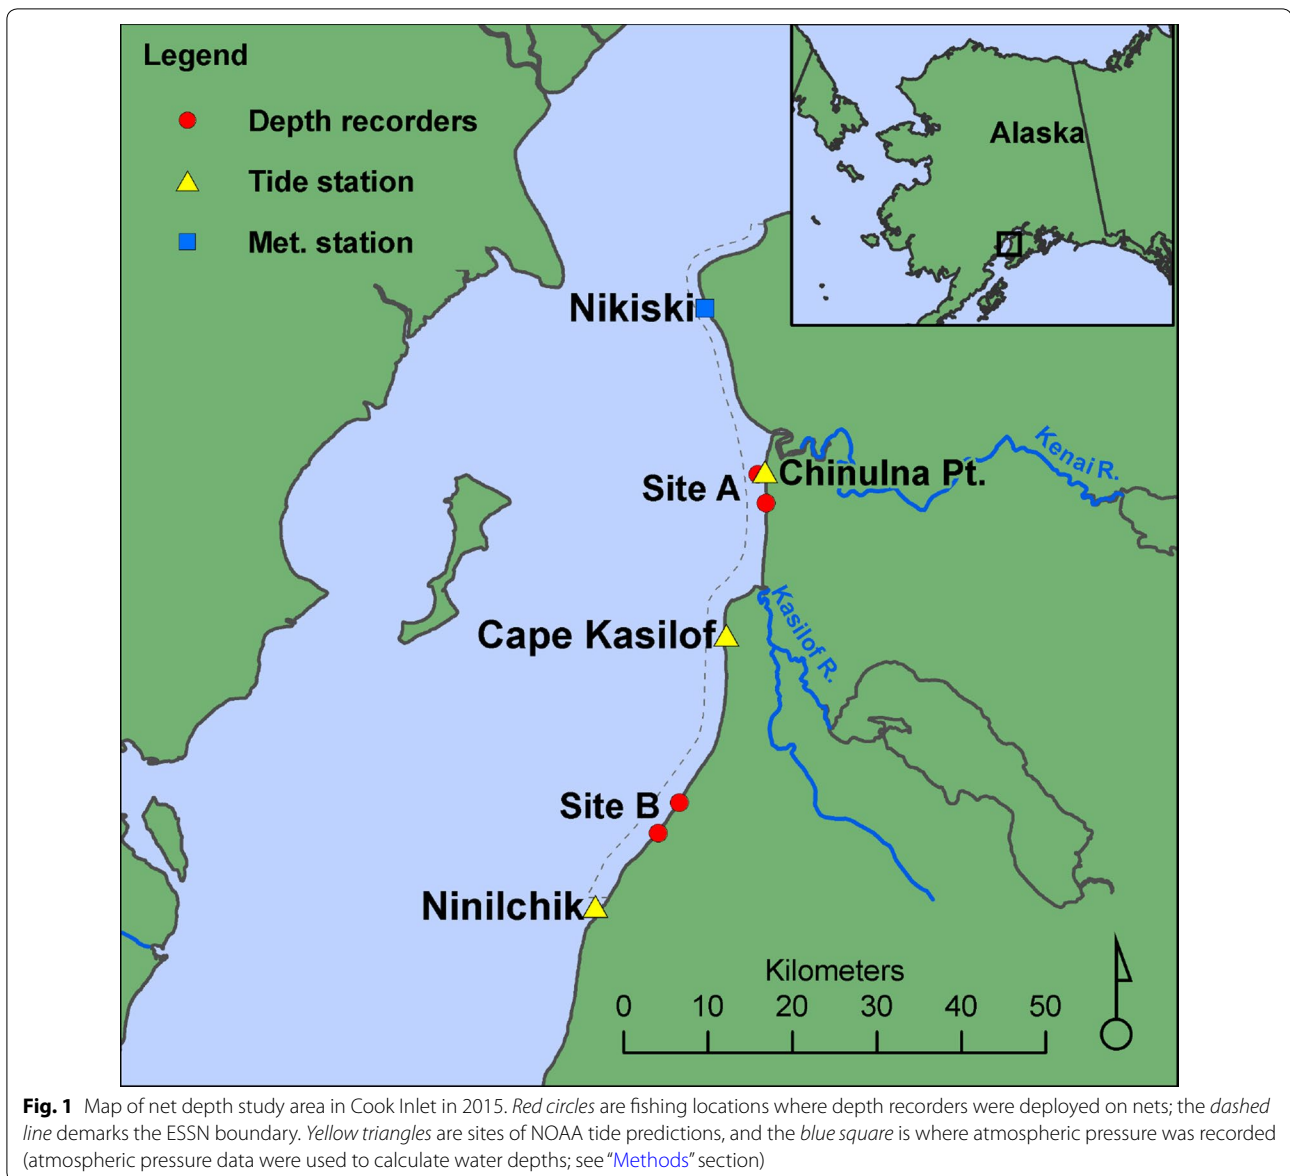 Legend
Depth recorders
Tide station
Met. station
Alaska
Nikiski
Kenai R.
Chinulna Pt.
Site A
Kasilof R.
Cape Kasilof
Site B
Ninilchik
Kilometers
0 10 20 30 40 50
Fig. 1 Map of net depth study area in Cook Inlet in 2015. Red circles are fishing locations where depth recorders were deployed on nets; the dashed
line demarks the ESSN boundary. Yellow triangles are sites of NOAA tide predictions, and the blue square is where atmospheric pressure was recorded
(atmospheric pressure data were used to calculate water depths; see “Methods” section)